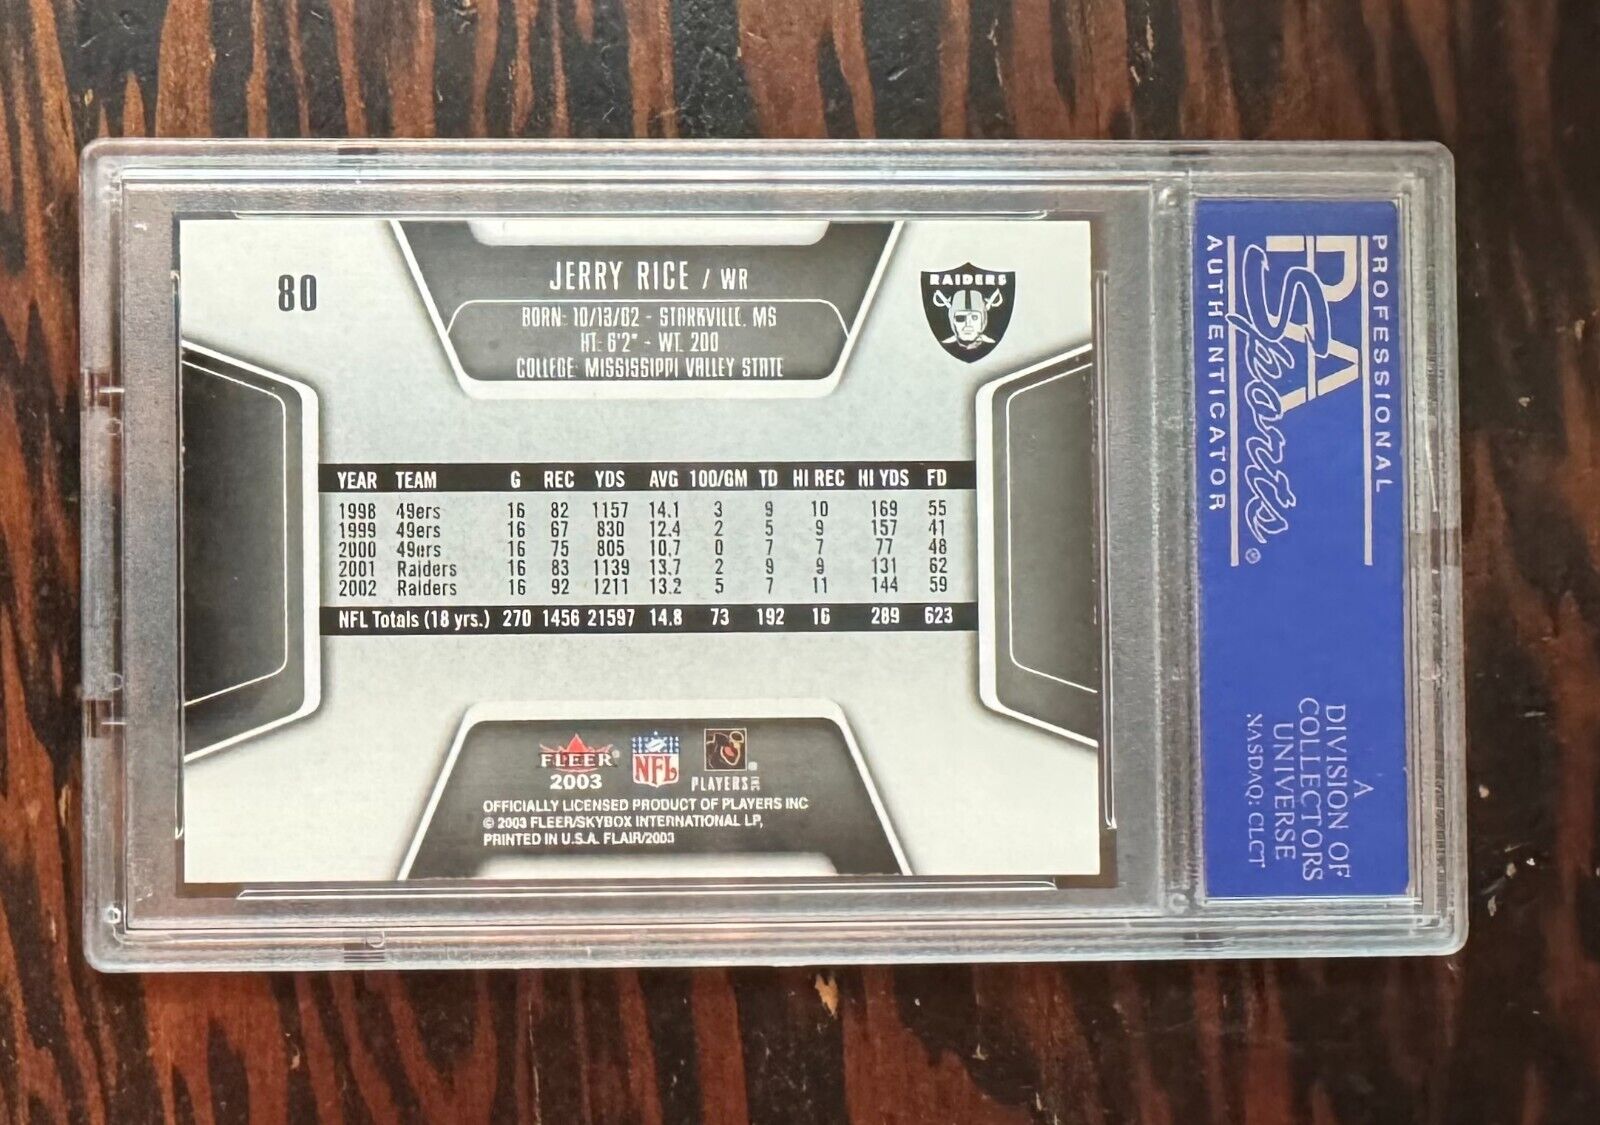 80
JERRY RICE / WR
RAIDERS
BORN: 10/13/62 - STARKVILLE, MS
HT: 6'2" - WT. 200
COLLEGE: MISSISSIPPI VALLEY STATE
YEAR TEAM G REC YDS AVG 100/GM TD HI REC HI YDS FD
1998 49ers 16 82 1157 14.1 3 9 10 169 55
1999 49ers 16 67 830 12.4 2 5 9 157 41
2000 49ers 16 75 805 10.7 0 7 7 77 48
2001 Raiders 16 83 1139 13.7 2 9 9 131 62
2002 Raiders 16 92 1211 13.2 5 7 11 144 59
NFL Totals (18 yrs.) 270 1456 21597 14.8 73 192 16 289 623
FLEER®
2003
NFL
PLAYERS INC
OFFICIALLY LICENSED PRODUCT OF PLAYERS INC
© 2003 FLEER/SKYBOX INTERNATIONAL LP,
PRINTED IN U.S.A. FLAIR/2003
PROFESSIONAL
PSA
Sports®
AUTHENTICATOR
A
DIVISION OF
COLLECTORS
UNIVERSE
NASDAQ: CLCT